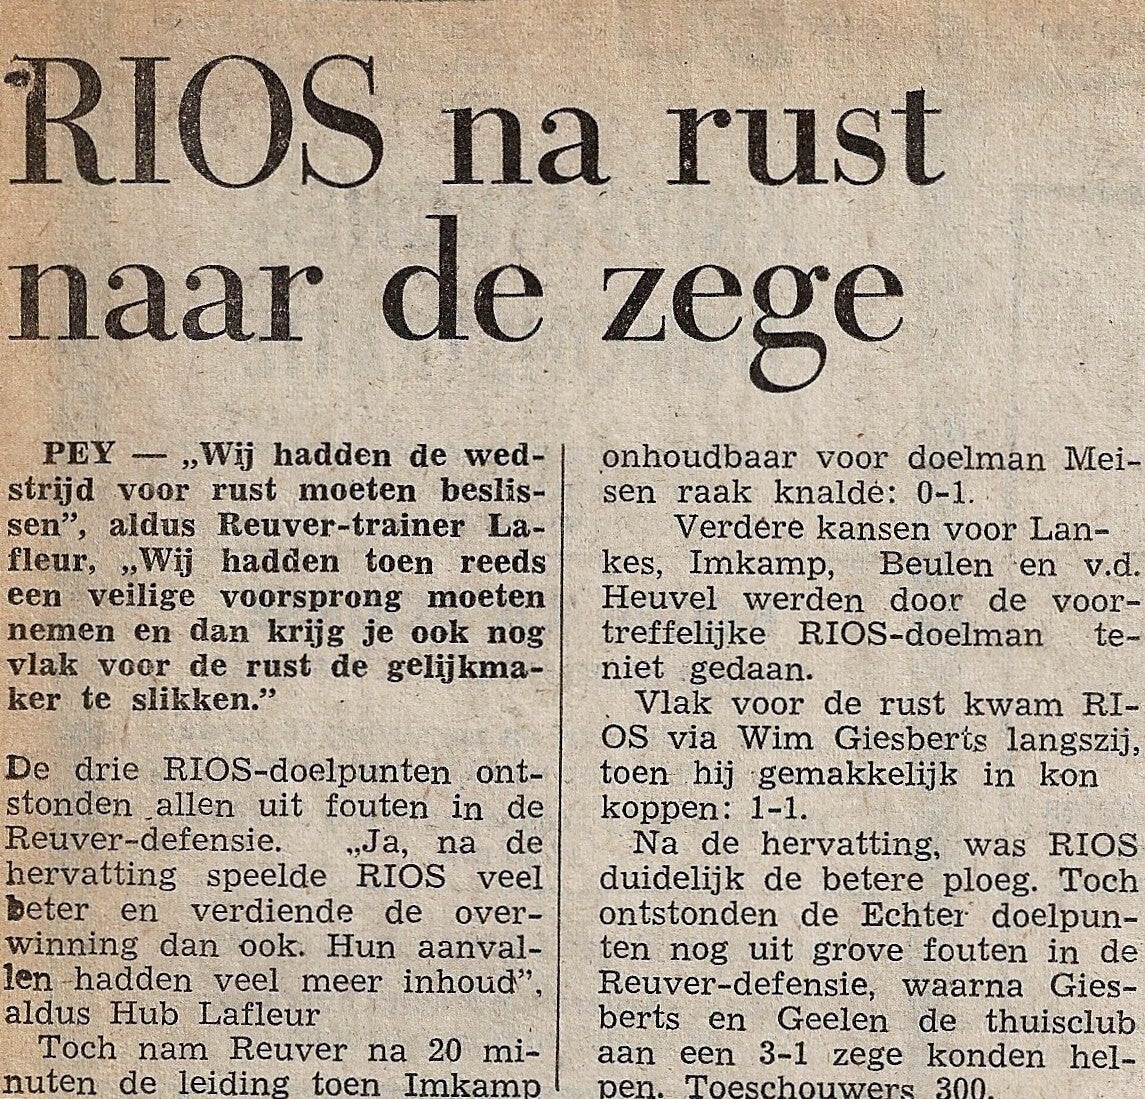 RIOS na rust
naar de zege
PEY — „Wij hadden de wed-
strijd voor rust moeten beslis-
sen”, aldus Reuver-trainer La-
fleur, „Wij hadden toen reeds
een veilige voorsprong moeten
nemen en dan krijg je ook nog
vlak voor de rust de gelijkma-
ker te slikken.”
De drie RIOS-doelpunten ont-
stonden allen uit fouten in de
Reuver-defensie. „Ja, na de
hervatting speelde RIOS veel
beter en verdiende de over-
winning dan ook. Hun aanval-
len hadden veel meer inhoud”,
aldus Hub Lafleur
Toch nam Reuver na 20 mi-
nuten de leiding toen Imkamp
onhoudbaar voor doelman Mei-
sen raak knalde: 0-1.
Verdere kansen voor Lan-
kes, Imkamp, Beulen en v.d.
Heuvel werden door de voor-
treffelijke RIOS-doelman te-
niet gedaan.
Vlak voor de rust kwam RI-
OS via Wim Giesberts langszij,
toen hij gemakkelijk in kon
koppen: 1-1.
Na de hervatting, was RIOS
duidelijk de betere ploeg. Toch
ontstonden de Echter doelpun-
ten nog uit grove fouten in de
Reuver-defensie, waarna Gies-
berts en Geelen de thuisclub
aan een 3-1 zege konden hel-
pen. Toeschouwers 300.